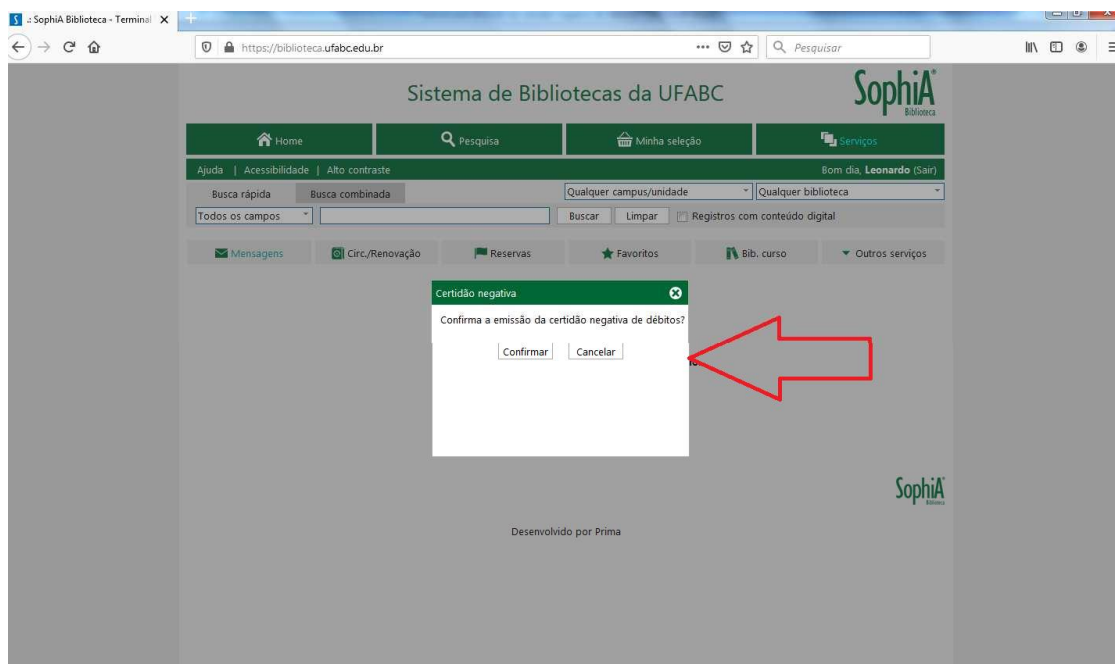 .: SophiA Biblioteca - Terminal
https://biblioteca.ufabc.edu.br
Pesquisar
Sistema de Bibliotecas da UFABC
SophiA
Biblioteca
Home
Pesquisa
Minha seleção
Serviços
Ajuda | Acessibilidade | Alto contraste
Bom dia, Leonardo (Sair)
Busca rápida
Busca combinada
Qualquer campus/unidade
Qualquer biblioteca
Todos os campos
Buscar
Limpar
Registros com conteúdo digital
Mensagens
Circ./Renovação
Reservas
Favoritos
Bib. curso
Outros serviços
Certidão negativa
Confirma a emissão da certidão negativa de débitos?
Confirmar
Cancelar
SophiA
Biblioteca
Desenvolvido por Prima